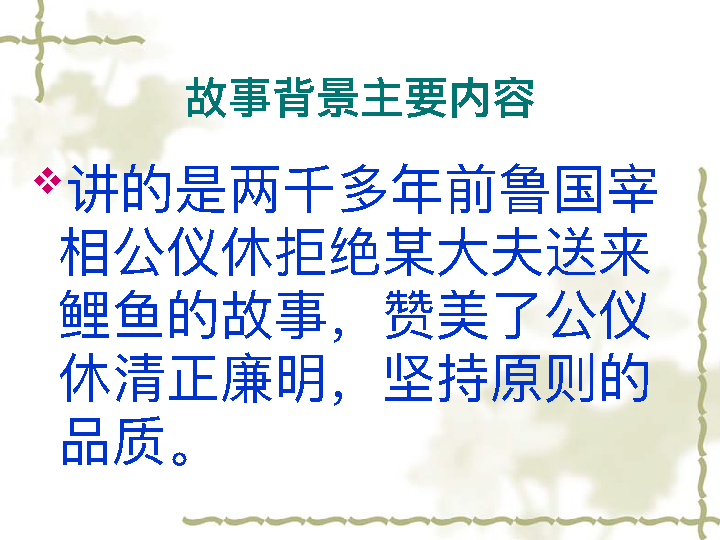 故事背景主要内容
讲的是两千多年前鲁国宰
相公仪休拒绝某大夫送来
鲤鱼的故事，赞美了公仪
休清正廉明，坚持原则的
品质。